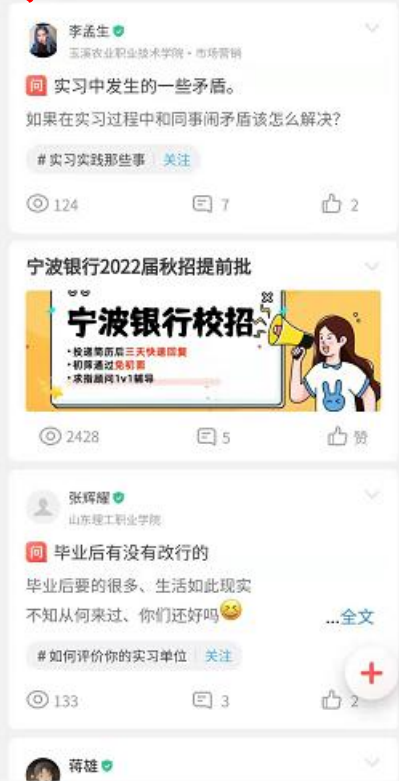 李孟生
玉溪农业职业技术学院·市场营销
问 实习中发生的一些矛盾。
如果在实习过程中和同事闹矛盾该怎么解决？
#实习实践那些事 关注
124 7 2
宁波银行2022届秋招提前批
宁波银行校招
·投递简历后三天快速回复
·初筛通过免初面
·求指顾问1v1辅导
2428 5 赞
张辉耀
山东理工职业学院
问 毕业后有没有改行的
毕业后要的很多、生活如此现实
不知从何来过、你们还好吗😆 ...全文
#如何评价你的实习单位 关注
133 3 2
蒋雄